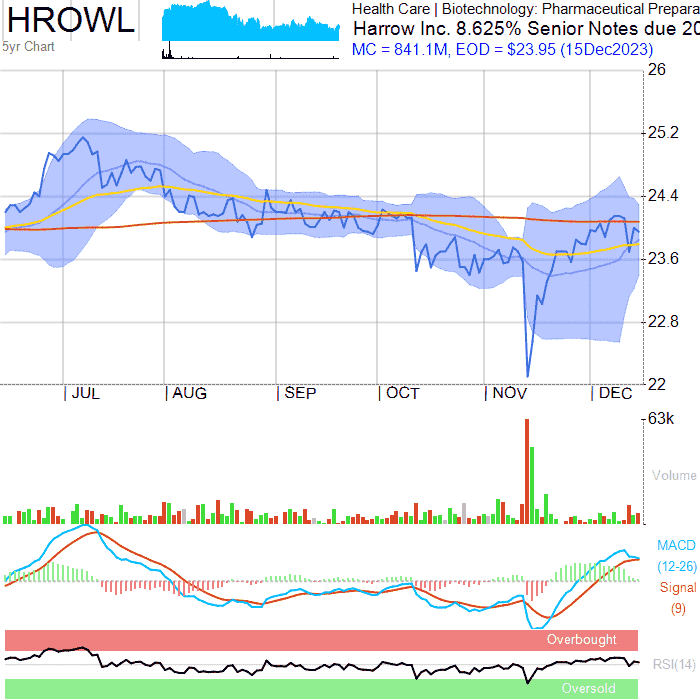 HROWL
5yr Chart
Health Care | Biotechnology: Pharmaceutical Prepara
Harrow Inc. 8.625% Senior Notes due 20
MC = 841.1M, EOD = $23.95 (15Dec2023)
26
25.2
24.4
23.6
22.8
22
| JUL | AUG | SEP | OCT | NOV | DEC
63k
Volume
MACD
(12-26)
Signal
(9)
Overbought
RSI(14)
Oversold